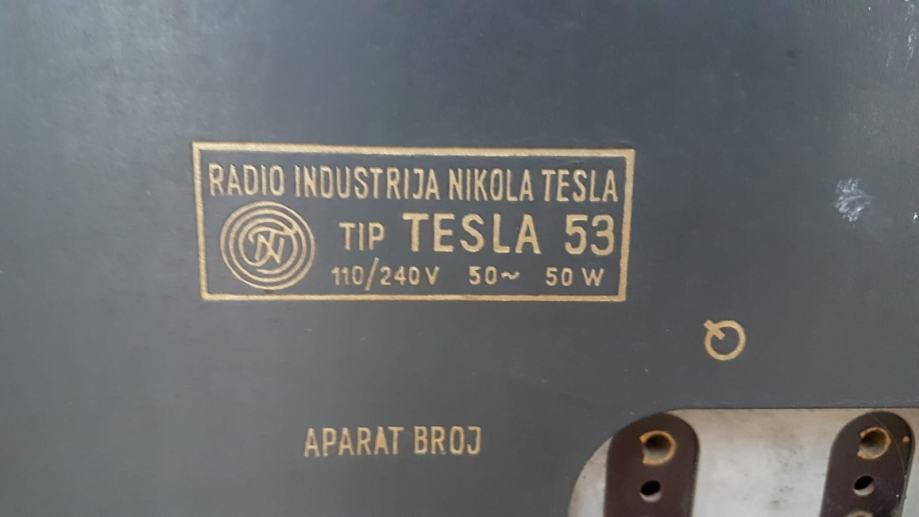 RADIO INDUSTRIJA NIKOLA TESLA
TIP TESLA 53
110/240V 50~ 50 W
APARAT BROJ